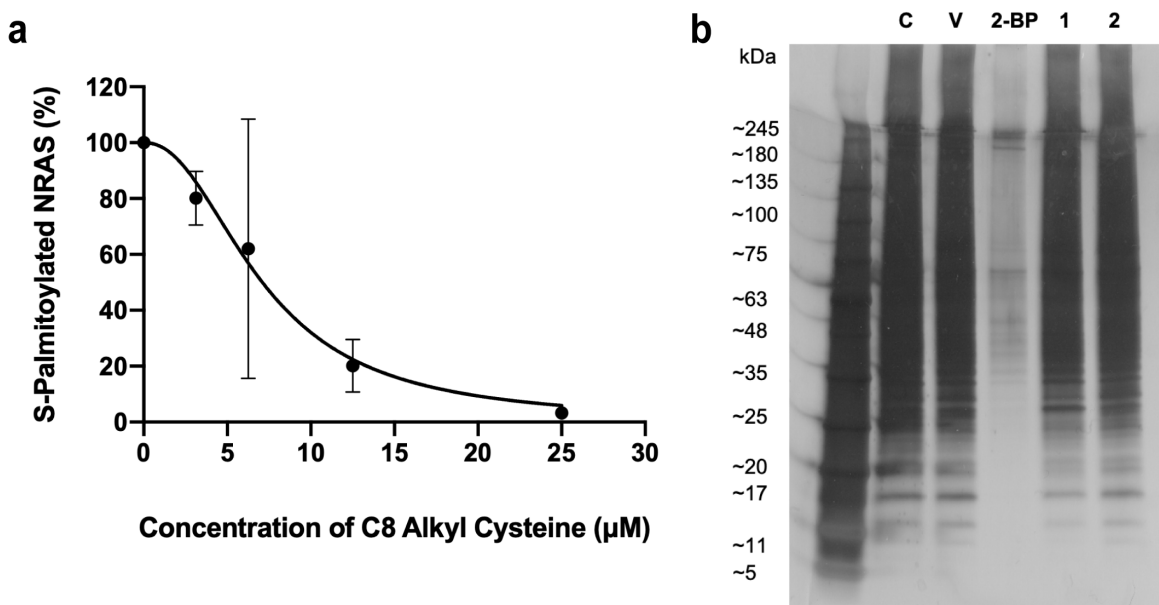 a
S-Palmitoylated NRAS (%)
120
100
80
60
40
20
0
0 5 10 15 20 25 30
Concentration of C8 Alkyl Cysteine (µM)
b
C V 2-BP 1 2
kDa
~245
~180
~135
~100
~75
~63
~48
~35
~25
~20
~17
~11
~5